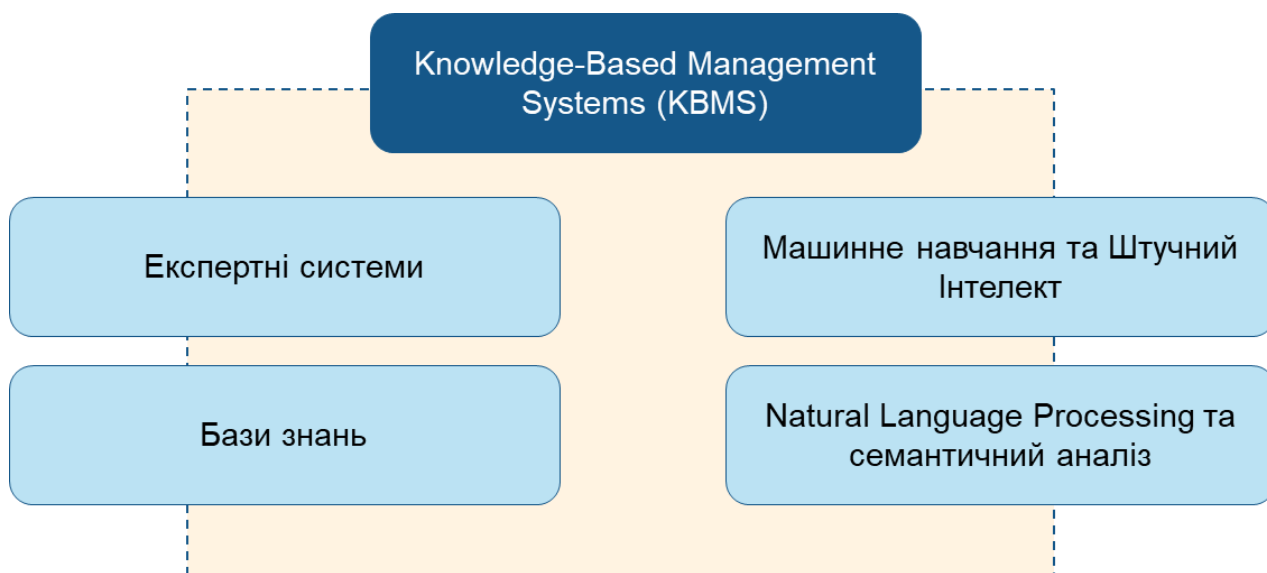 Knowledge-Based Management
Systems (KBMS)
Експертні системи
Машинне навчання та Штучний
Інтелект
Бази знань
Natural Language Processing та
семантичний аналіз